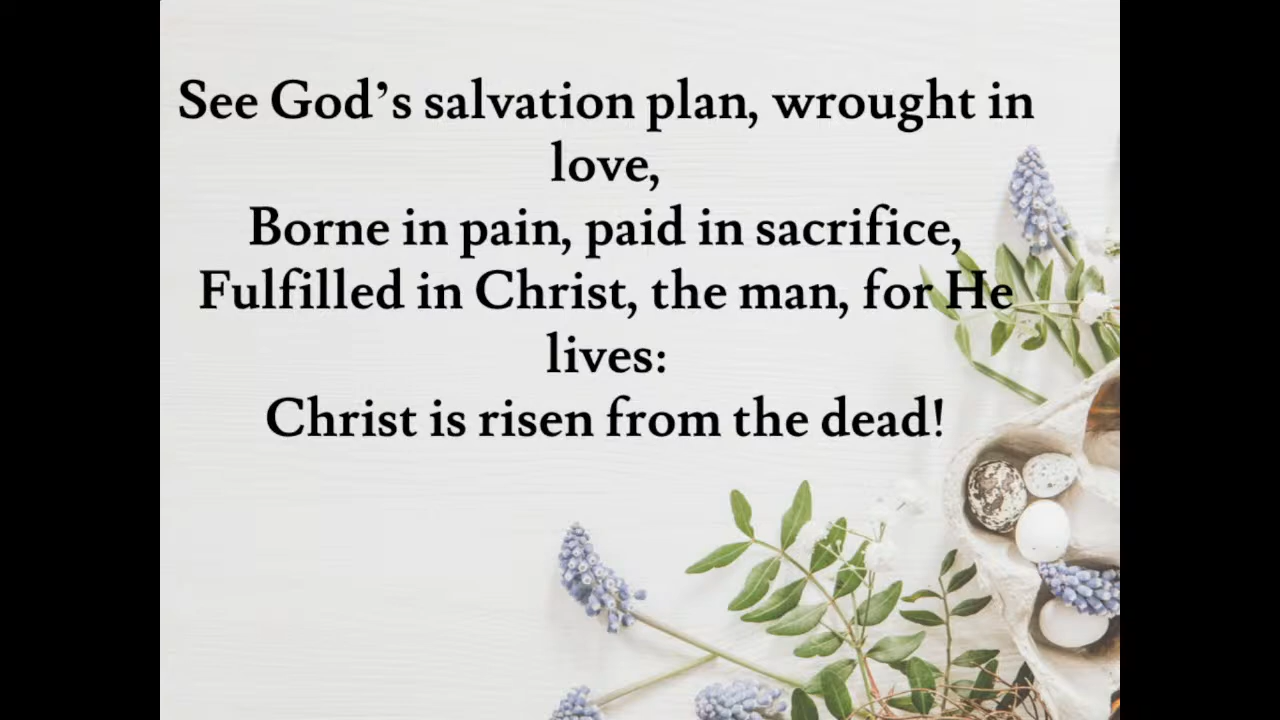 See God’s salvation plan, wrought in
love,
Borne in pain, paid in sacrifice,
Fulfilled in Christ, the man, for He
lives:
Christ is risen from the dead!